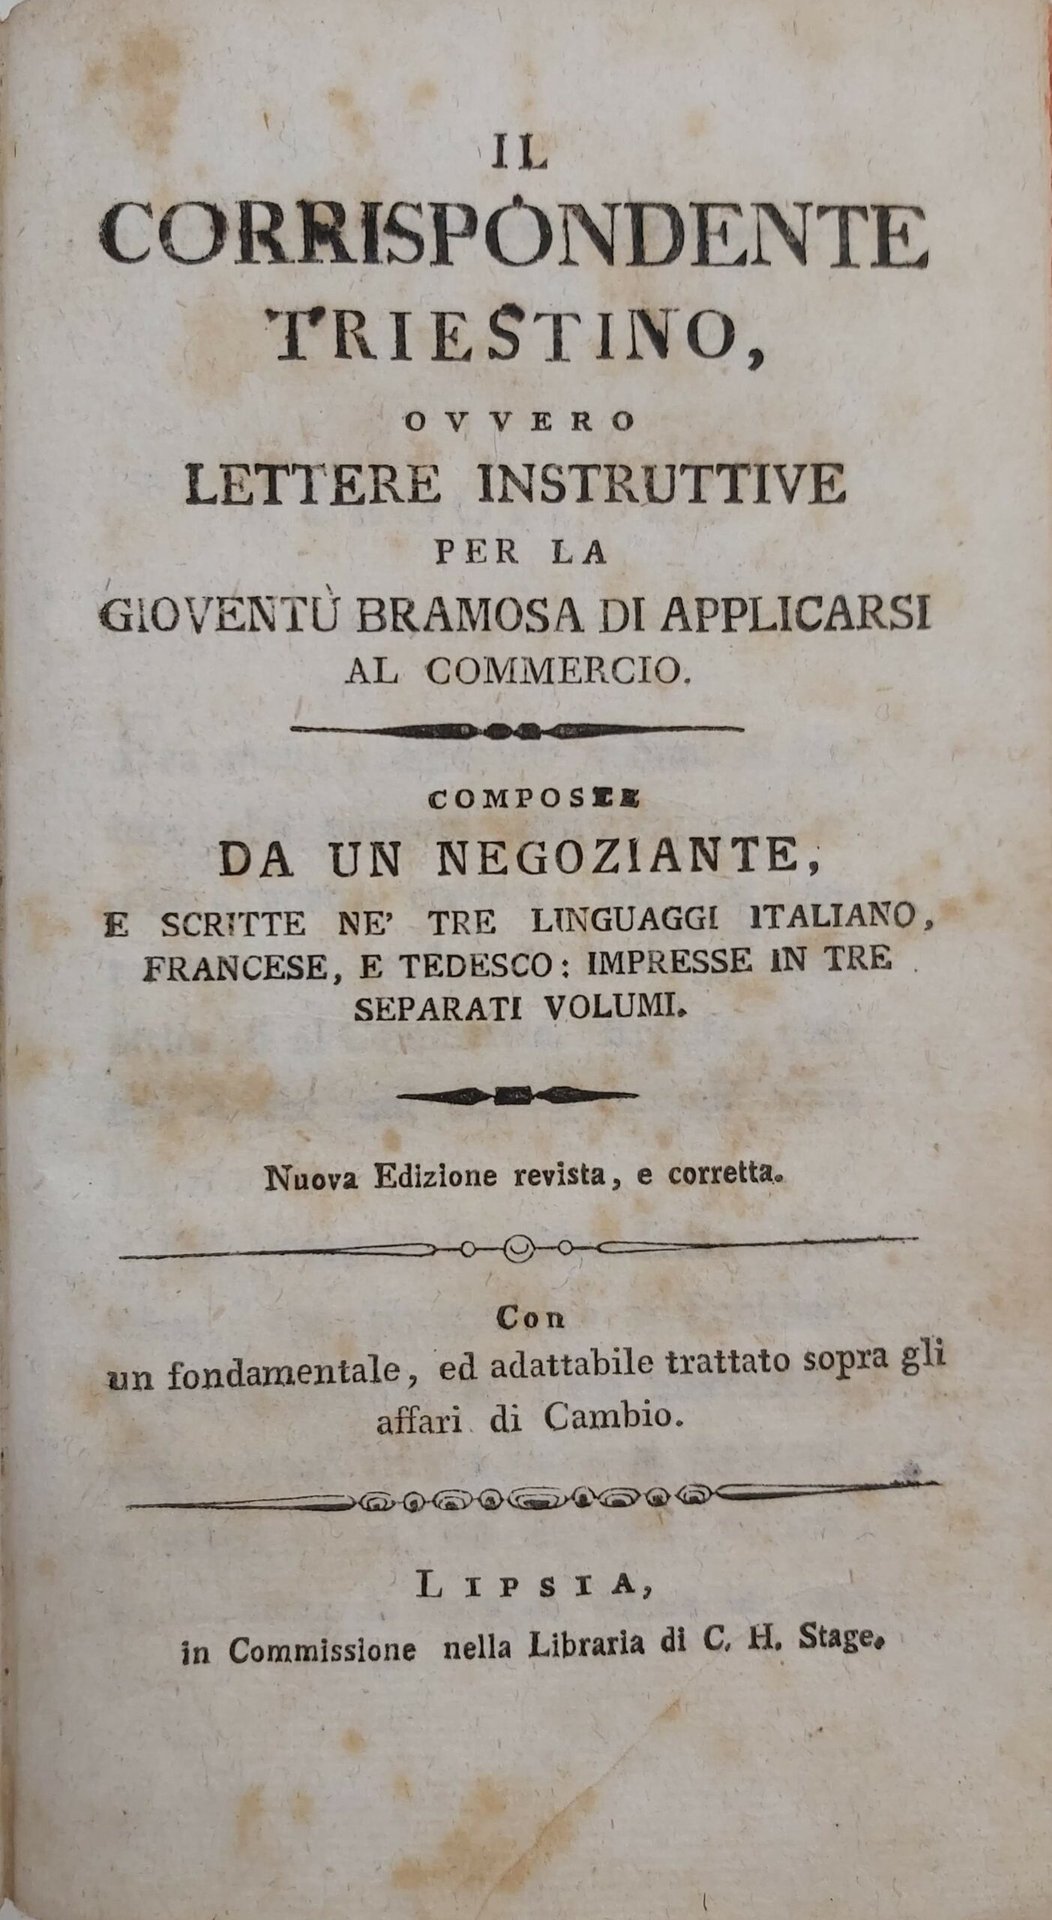 IL
CORRISPONDENTE
TRIESTINO,
OVVERO
LETTERE INSTRUTTIVE
PER LA
GIOVENTÙ BRAMOSA DI APPLICARSI
AL COMMERCIO.
COMPOSTE
DA UN NEGOZIANTE,
E SCRITTE NE' TRE LINGUAGGI ITALIANO,
FRANCESE, E TEDESCO: IMPRESSE IN TRE
SEPARATI VOLUMI.
Nuova Edizione revista, e corretta.
Con
un fondamentale, ed adattabile trattato sopra gli
affari di Cambio.
LIPSIA,
in Commissione nella Libraria di C. H. Stage.